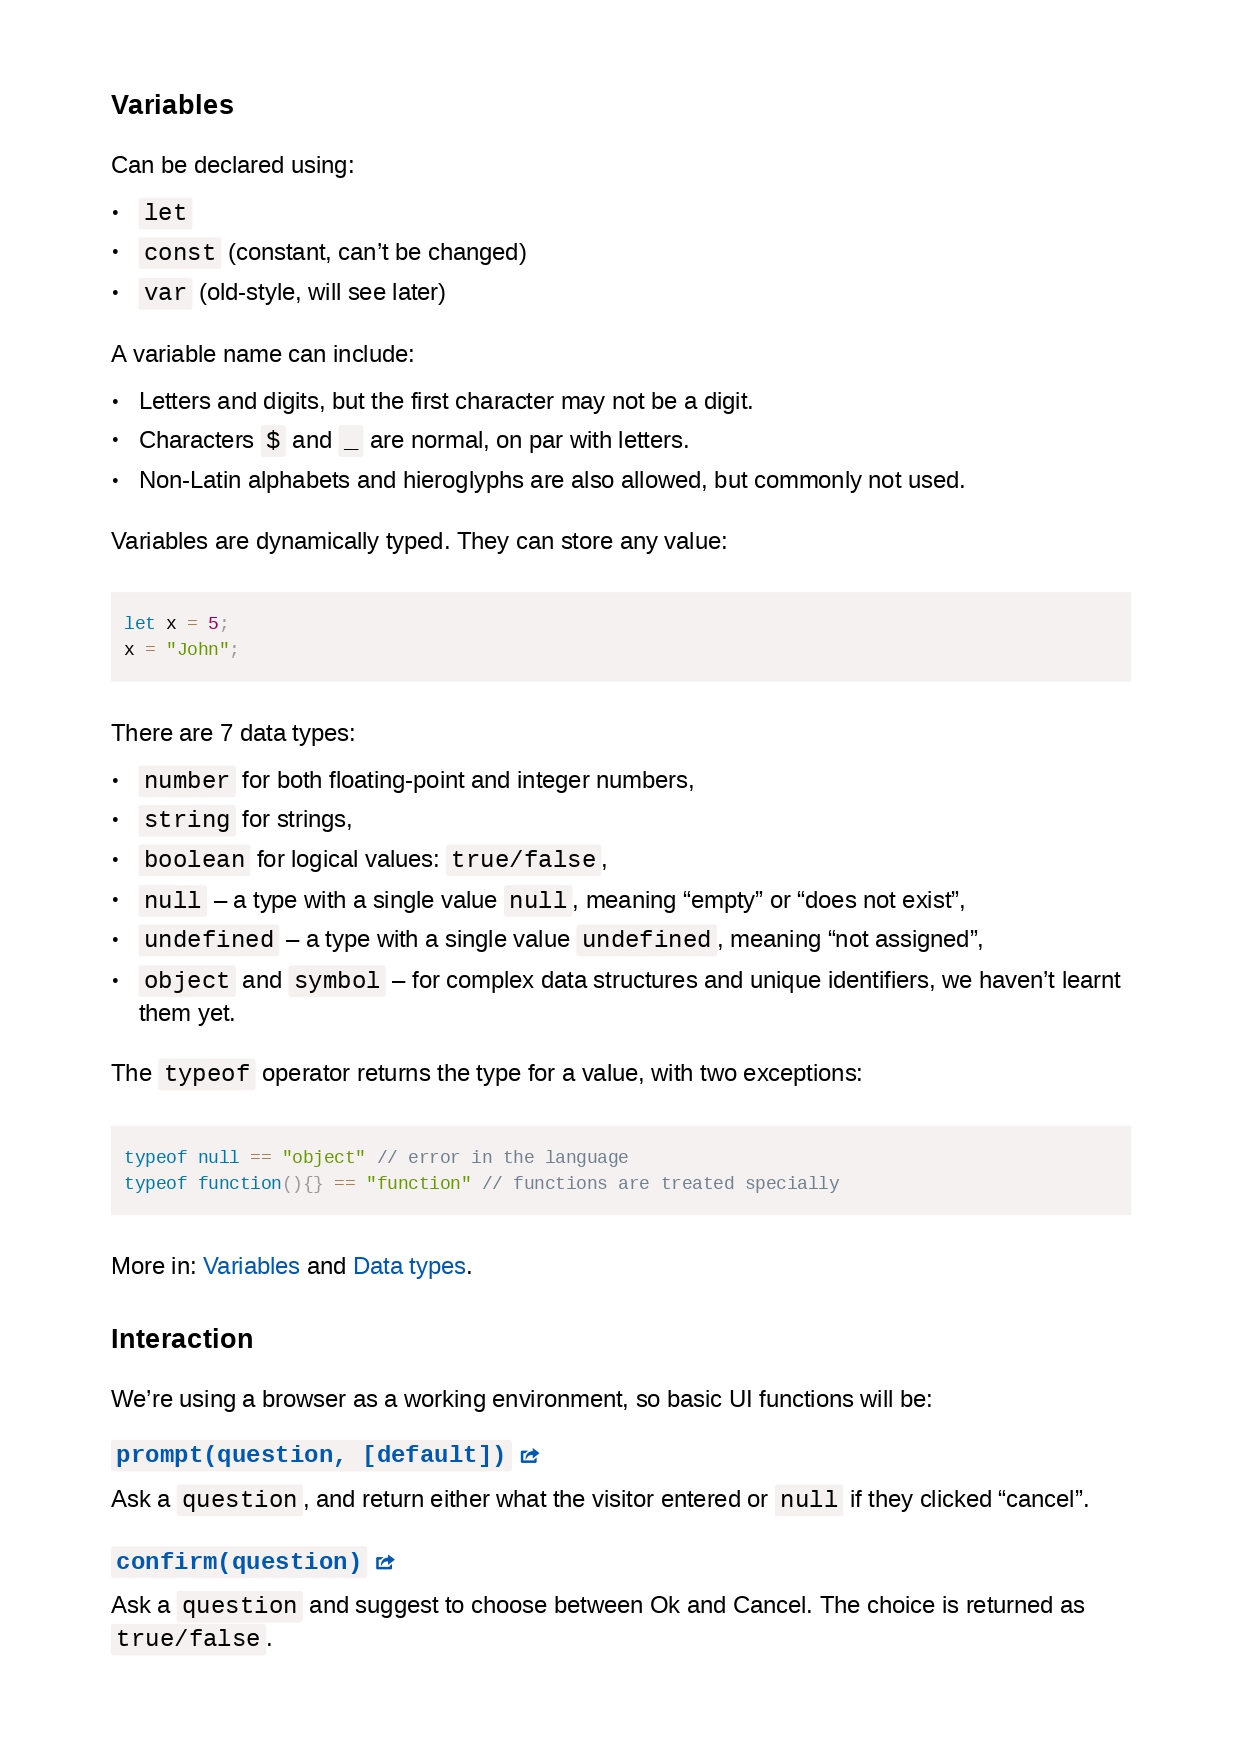 Variables
Can be declared using:
• let
• const (constant, can’t be changed)
• var (old-style, will see later)
A variable name can include:
• Letters and digits, but the first character may not be a digit.
• Characters $ and _ are normal, on par with letters.
• Non-Latin alphabets and hieroglyphs are also allowed, but commonly not used.
Variables are dynamically typed. They can store any value:
let x = 5;
x = "John";
There are 7 data types:
• number for both floating-point and integer numbers,
• string for strings,
• boolean for logical values: true/false,
• null – a type with a single value null, meaning “empty” or “does not exist”,
• undefined – a type with a single value undefined, meaning “not assigned”,
• object and symbol – for complex data structures and unique identifiers, we haven’t learnt
them yet.
The typeof operator returns the type for a value, with two exceptions:
typeof null == "object" // error in the language
typeof function(){} == "function" // functions are treated specially
More in: Variables and Data types.
Interaction
We’re using a browser as a working environment, so basic UI functions will be:
prompt(question, [default])
Ask a question, and return either what the visitor entered or null if they clicked “cancel”.
confirm(question)
Ask a question and suggest to choose between Ok and Cancel. The choice is returned as
true/false.